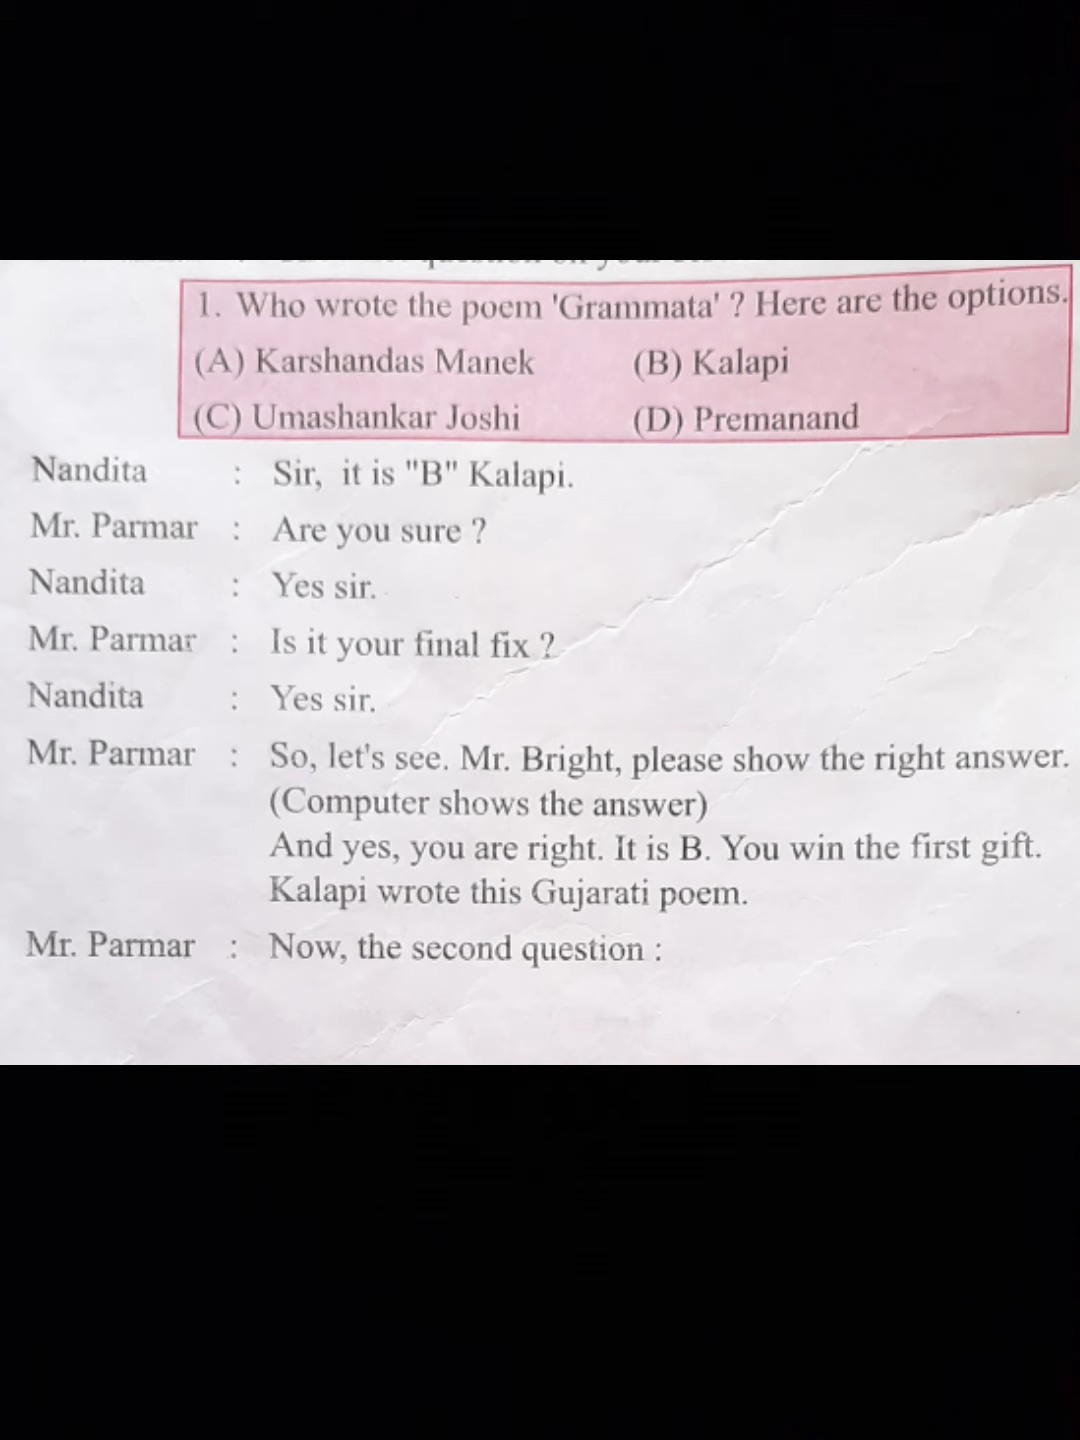 1. Who wrote the poem 'Grammata' ? Here are the options.
(A) Karshandas Manek (B) Kalapi
(C) Umashankar Joshi (D) Premanand
Nandita : Sir, it is "B" Kalapi.
Mr. Parmar : Are you sure ?
Nandita : Yes sir.
Mr. Parmar : Is it your final fix ?
Nandita : Yes sir.
Mr. Parmar : So, let's see. Mr. Bright, please show the right answer.
(Computer shows the answer)
And yes, you are right. It is B. You win the first gift.
Kalapi wrote this Gujarati poem.
Mr. Parmar : Now, the second question :